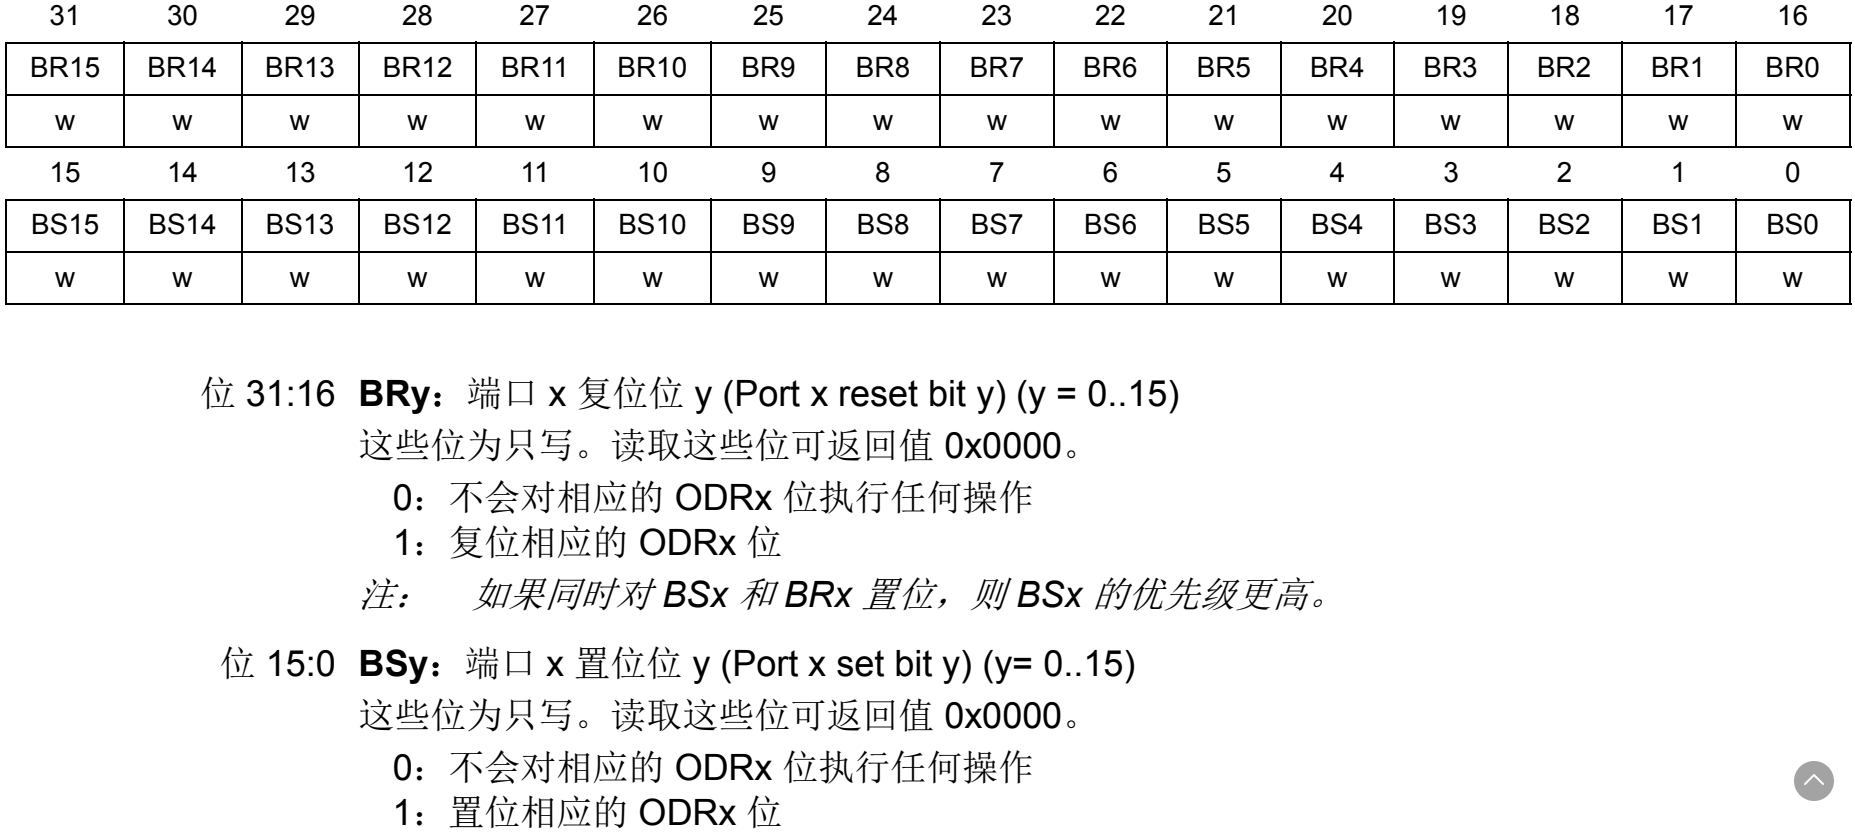 31 30 29 28 27 26 25 24 23 22 21 20 19 18 17 16
BR15 BR14 BR13 BR12 BR11 BR10 BR9 BR8 BR7 BR6 BR5 BR4 BR3 BR2 BR1 BR0
w w w w w w w w w w w w w w w w
15 14 13 12 11 10 9 8 7 6 5 4 3 2 1 0
BS15 BS14 BS13 BS12 BS11 BS10 BS9 BS8 BS7 BS6 BS5 BS4 BS3 BS2 BS1 BS0
w w w w w w w w w w w w w w w w
位 31:16 BRy：端口 x 复位位 y (Port x reset bit y) (y = 0..15)
这些位为只写。读取这些位可返回值 0x0000。
0：不会对相应的 ODRx 位执行任何操作
1：复位相应的 ODRx 位
注： 如果同时对 BSx 和 BRx 置位，则 BSx 的优先级更高。
位 15:0 BSy：端口 x 置位位 y (Port x set bit y) (y= 0..15)
这些位为只写。读取这些位可返回值 0x0000。
0：不会对相应的 ODRx 位执行任何操作
1：置位相应的 ODRx 位